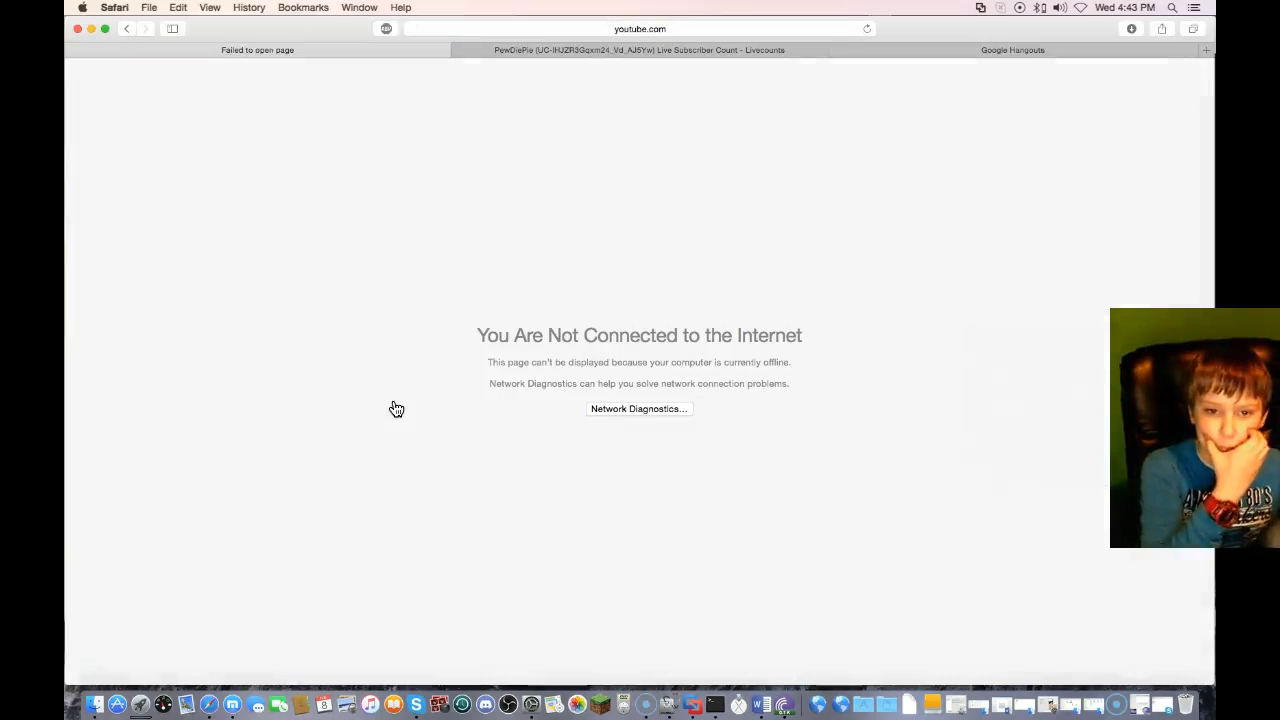 Safari File Edit View History Bookmarks Window Help Wed 4:43 PM
youtube.com
Failed to open page PewDiePie (UC-lHJZR3Gqxm24_Vd_AJ5Yw) Live Subscriber Count - Livecounts Google Hangouts
You Are Not Connected to the Internet
This page can't be displayed because your computer is currently offline.
Network Diagnostics can help you solve network connection problems.
Network Diagnostics...
8